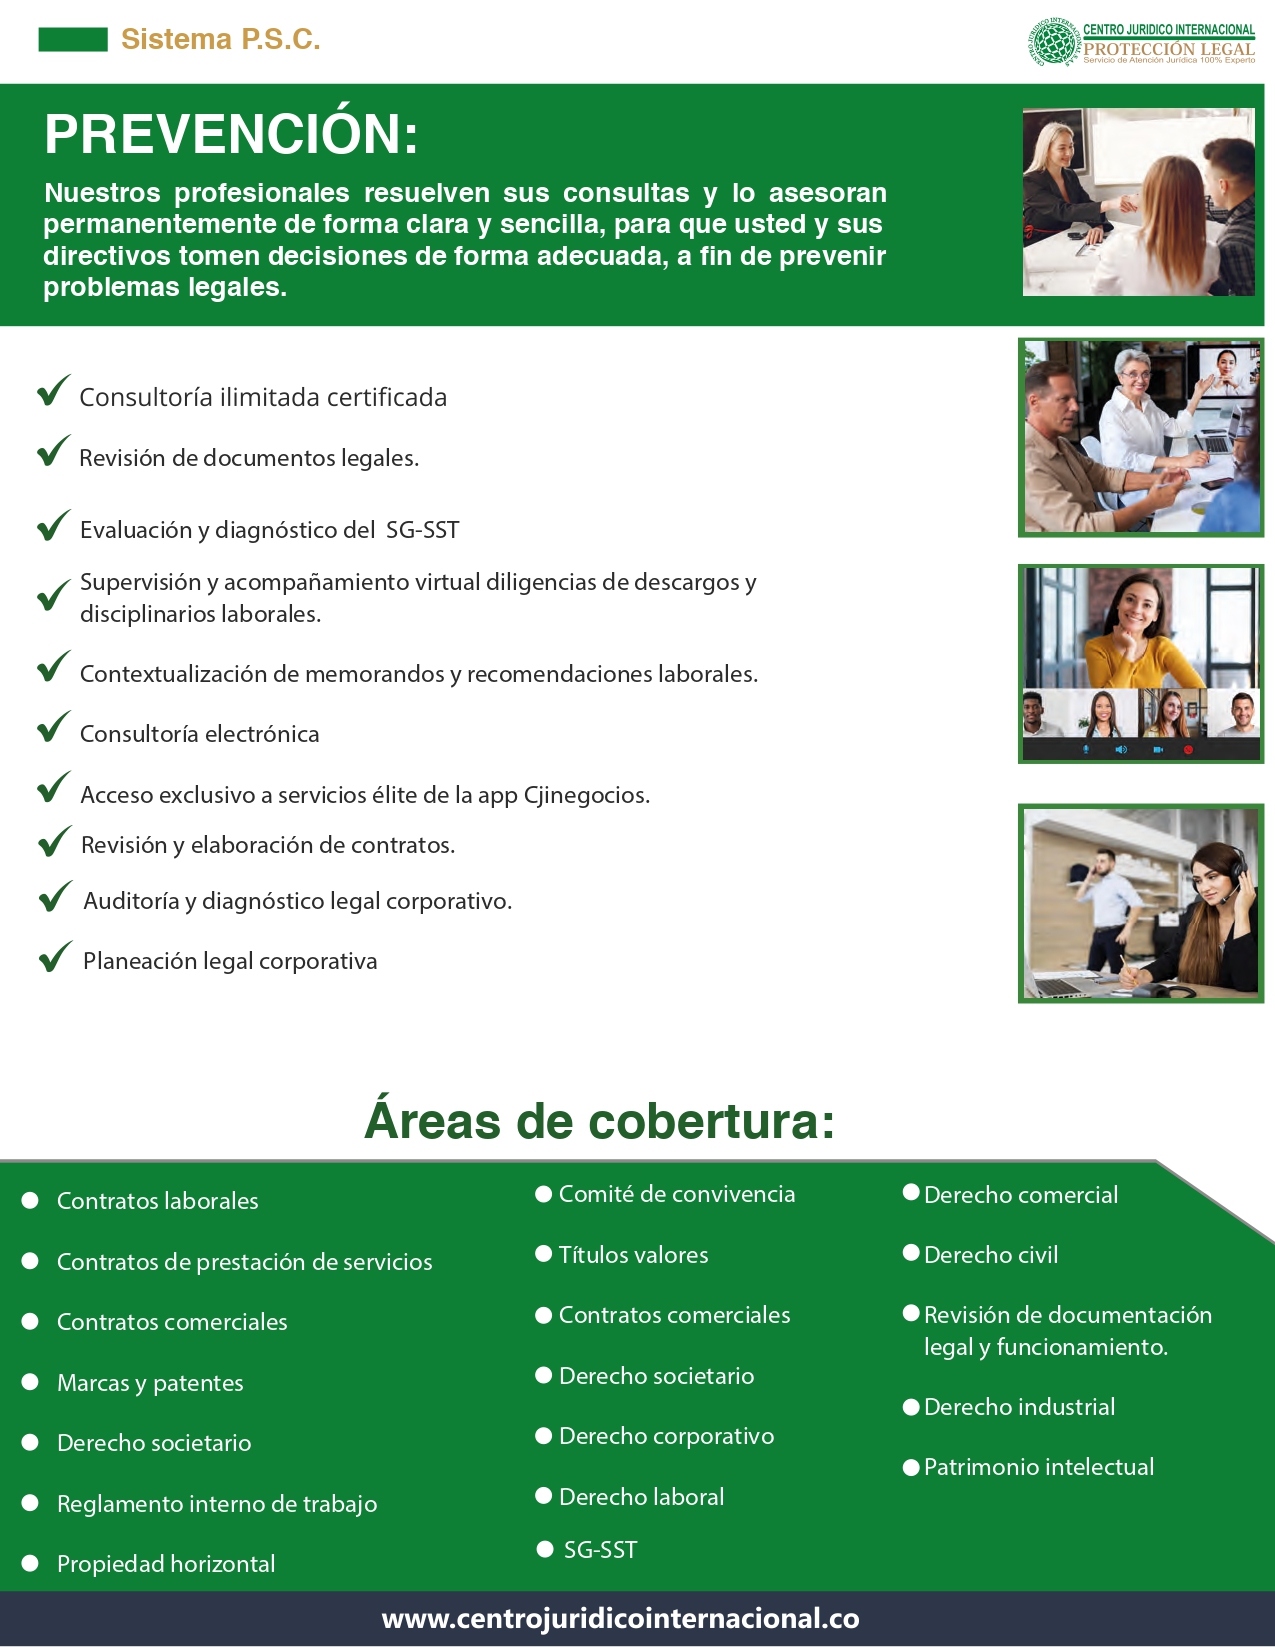 Sistema P.S.C.
CENTRO JURIDICO INTERNACIONAL
PROTECCIÓN LEGAL
Servicio de Atención Jurídica 100% Experto
PREVENCIÓN:
Nuestros profesionales resuelven sus consultas y lo asesoran
permanentemente de forma clara y sencilla, para que usted y sus
directivos tomen decisiones de forma adecuada, a fin de prevenir
problemas legales.
Consultoría ilimitada certificada
Revisión de documentos legales.
Evaluación y diagnóstico del SG-SST
Supervisión y acompañamiento virtual diligencias de descargos y
disciplinarios laborales.
Contextualización de memorandos y recomendaciones laborales.
Consultoría electrónica
Acceso exclusivo a servicios élite de la app Cjinegocios.
Revisión y elaboración de contratos.
Auditoría y diagnóstico legal corporativo.
Planeación legal corporativa
Áreas de cobertura:
Contratos laborales
Contratos de prestación de servicios
Contratos comerciales
Marcas y patentes
Derecho societario
Reglamento interno de trabajo
Propiedad horizontal
Comité de convivencia
Títulos valores
Contratos comerciales
Derecho societario
Derecho corporativo
Derecho laboral
SG-SST
Derecho comercial
Derecho civil
Revisión de documentación
legal y funcionamiento.
Derecho industrial
Patrimonio intelectual
www.centrojuridicointernacional.co